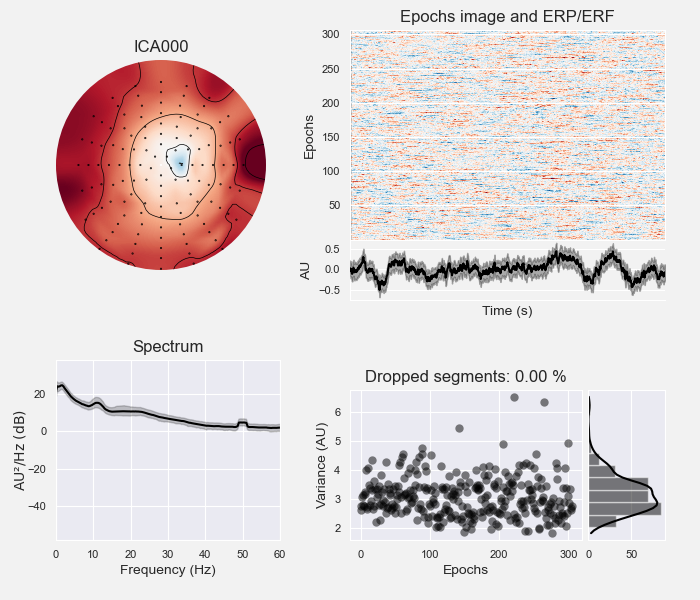 ICA000
Epochs image and ERP/ERF
Epochs
300
250
200
150
100
50
AU
0.5
0.0
−0.5
Time (s)
Spectrum
AU²/Hz (dB)
20
0
−20
−40
0 10 20 30 40 50 60
Frequency (Hz)
Dropped segments: 0.00 %
Variance (AU)
6
5
4
3
2
0 100 200 300
Epochs
0 50